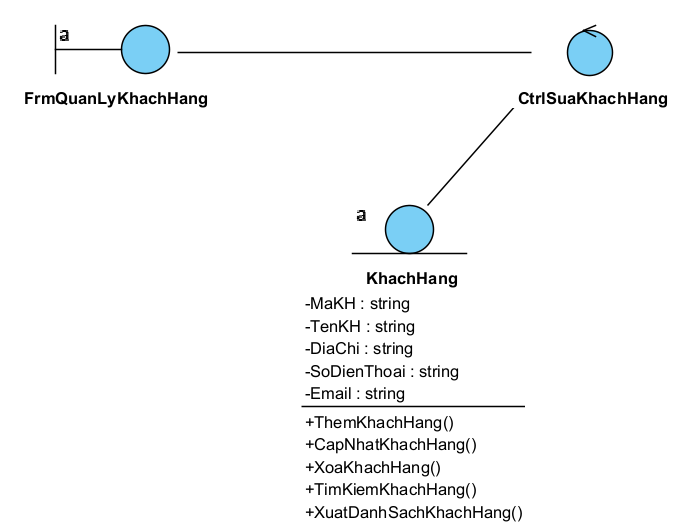 a
FrmQuanLyKhachHang
CtrlSuaKhachHang
a
KhachHang
-MaKH : string
-TenKH : string
-DiaChi : string
-SoDienThoai : string
-Email : string
+ThemKhachHang()
+CapNhatKhachHang()
+XoaKhachHang()
+TimKiemKhachHang()
+XuatDanhSachKhachHang()